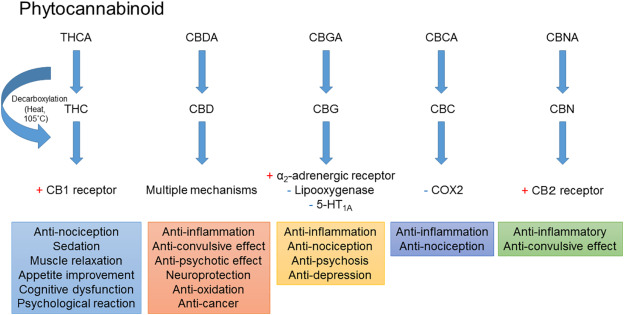 Phytocannabinoid
THCA
CBDA
CBGA
CBCA
CBNA
Decarboxylation
(Heat,
105˚C)
THC
CBD
CBG
CBC
CBN
+ CB1 receptor
Multiple mechanisms
+ α₂-adrenergic receptor
- Lipooxygenase
- 5-HT₁A
- COX2
+ CB2 receptor
Anti-nociception
Sedation
Muscle relaxation
Appetite improvement
Cognitive dysfunction
Psychological reaction
Anti-inflammation
Anti-convulsive effect
Anti-psychotic effect
Neuroprotection
Anti-oxidation
Anti-cancer
Anti-inflammation
Anti-nociception
Anti-psychosis
Anti-depression
Anti-inflammation
Anti-nociception
Anti-inflammatory
Anti-convulsive effect